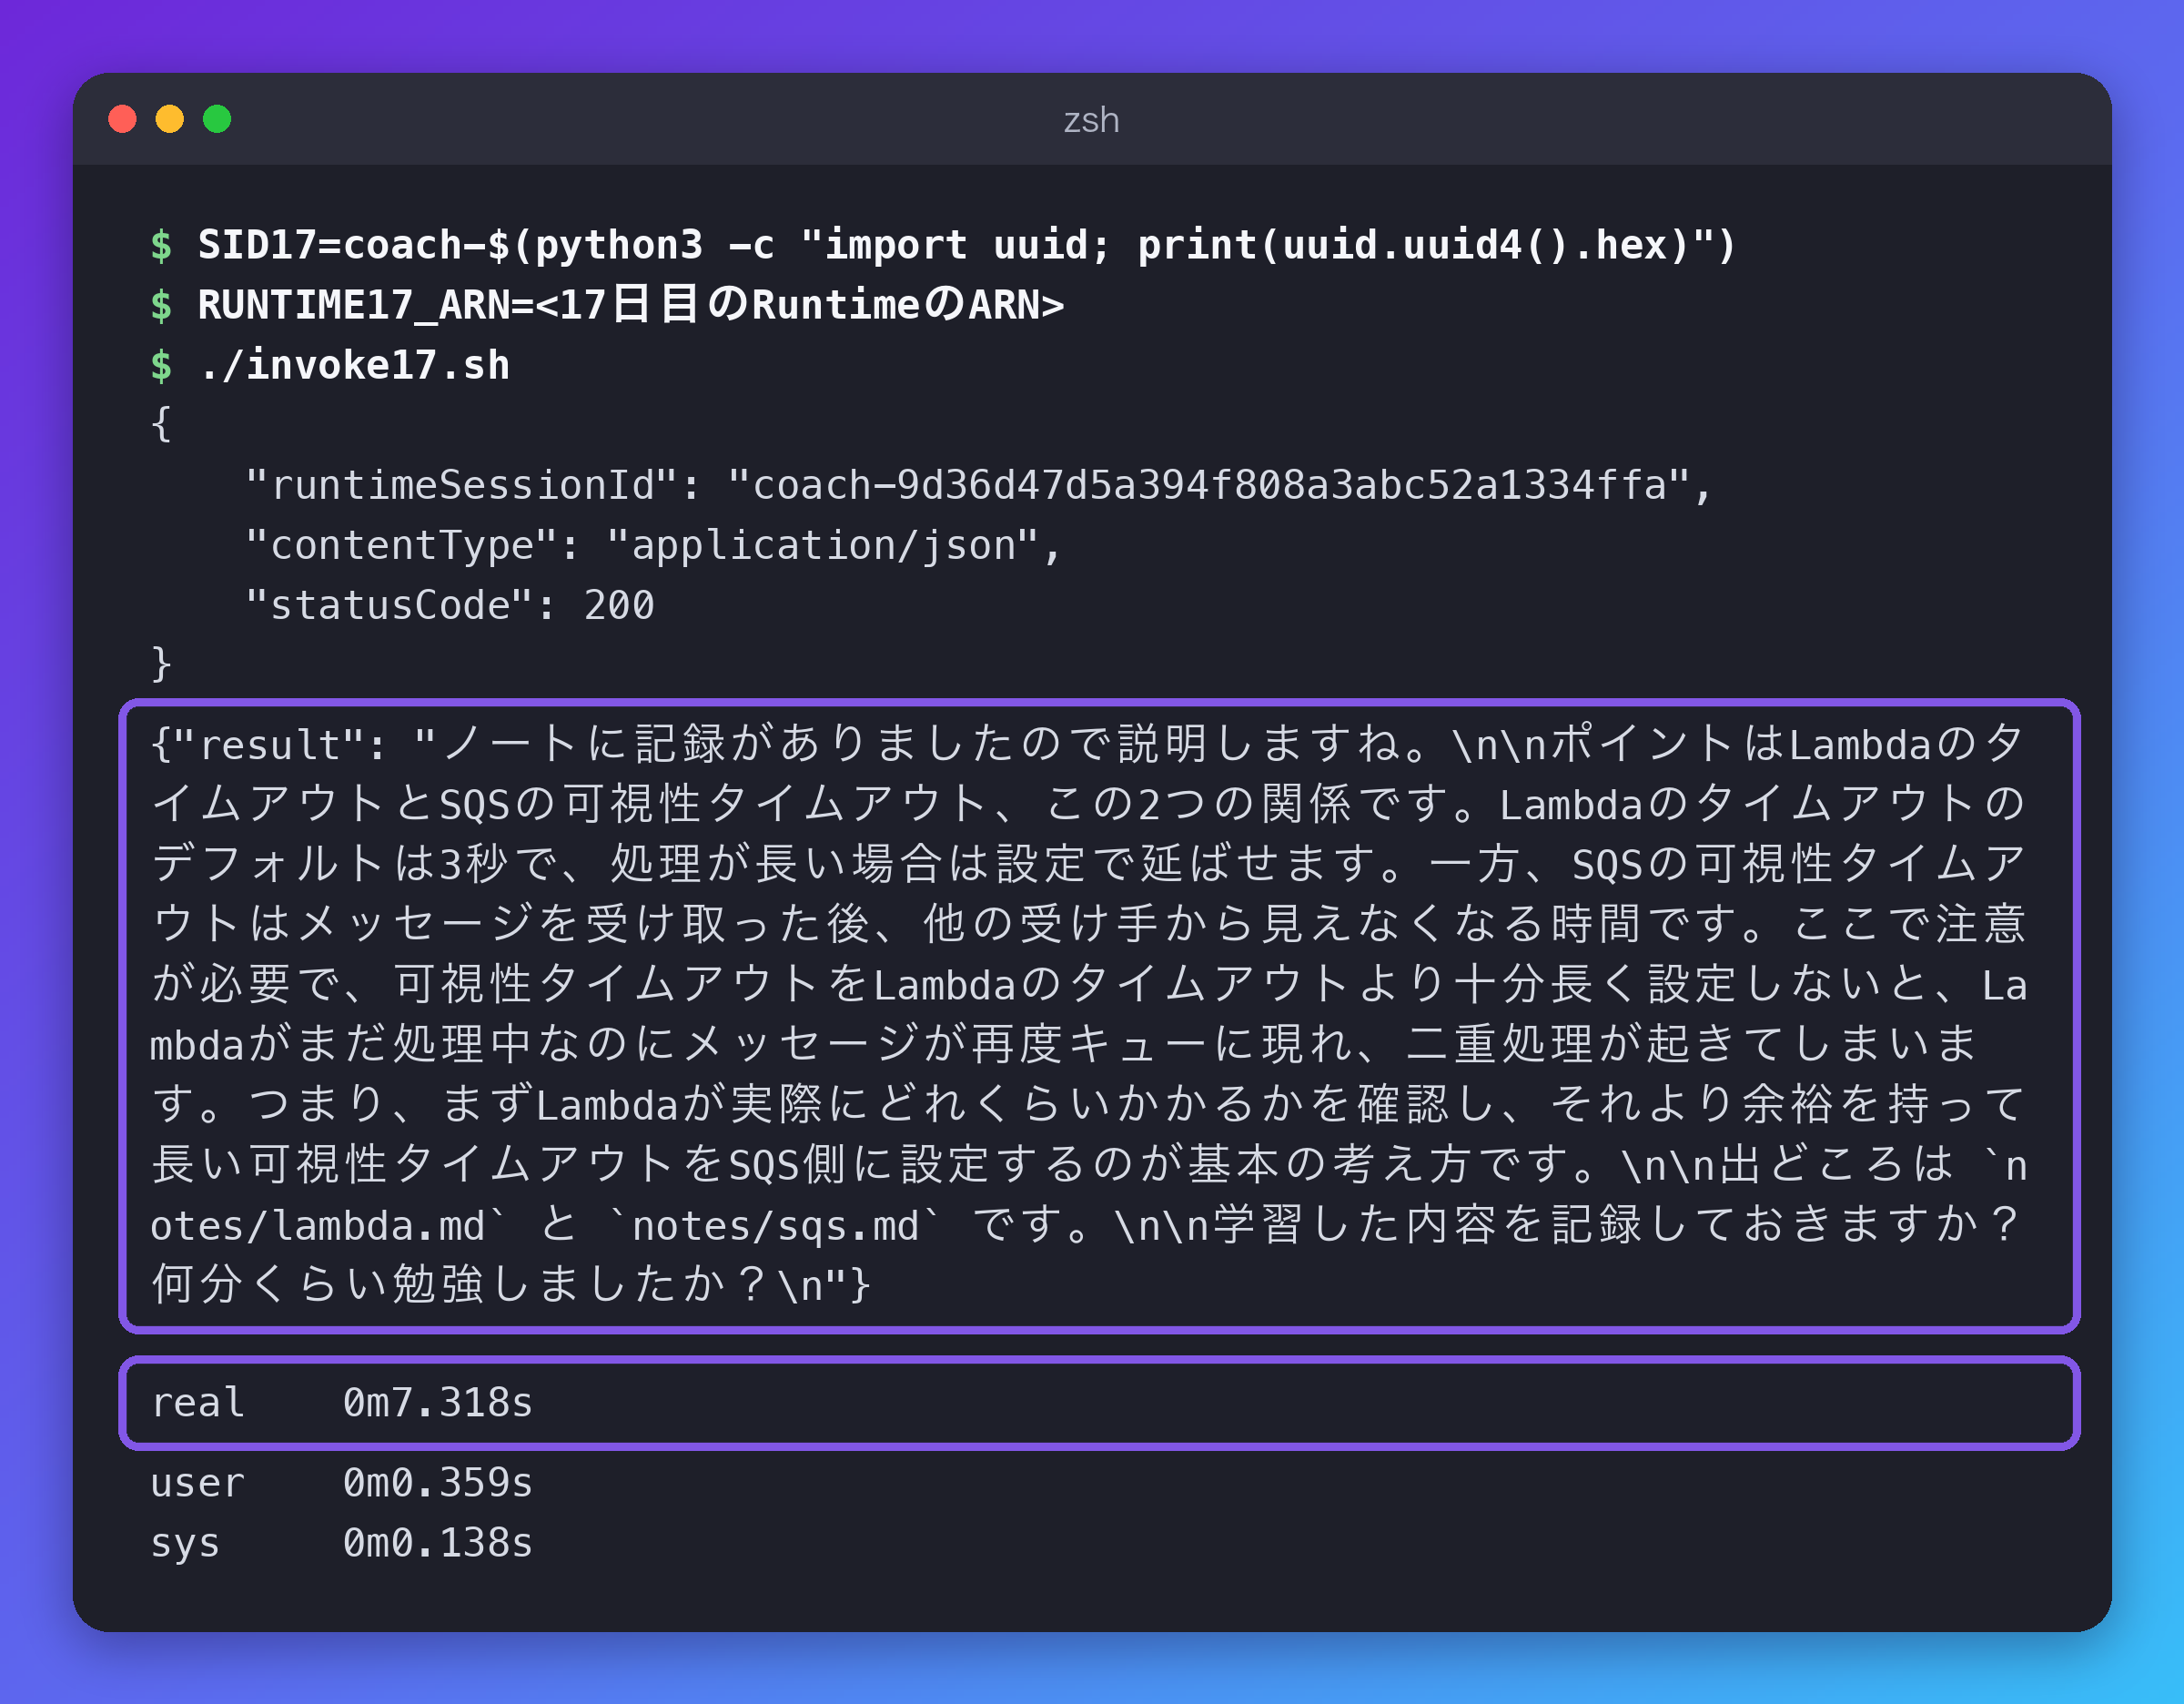 zsh
$ SID17=coach-$(python3 -c "import uuid; print(uuid.uuid4().hex)")
$ RUNTIME17_ARN=<17日目のRuntimeのARN>
$ ./invoke17.sh
{
    "runtimeSessionId": "coach-9d36d47d5a394f808a3abc52a1334ffa",
    "contentType": "application/json",
    "statusCode": 200
}
{"result": "ノートに記録がありましたので説明しますね。\n\nポイントはLambdaのタ
イムアウトとSQSの可視性タイムアウト、この2つの関係です。Lambdaのタイムアウトの
デフォルトは3秒で、処理が長い場合は設定で延ばせます。一方、SQSの可視性タイムア
ウトはメッセージを受け取った後、他の受け手から見えなくなる時間です。ここで注意
が必要で、可視性タイムアウトをLambdaのタイムアウトより十分長く設定しないと、La
mbdaがまだ処理中なのにメッセージが再度キューに現れ、二重処理が起きてしまいま
す。つまり、まずLambdaが実際にどれくらいかかるかを確認し、それより余裕を持って
長い可視性タイムアウトをSQS側に設定するのが基本の考え方です。\n\n出どころは `n
otes/lambda.md` と `notes/sqs.md` です。\n\n学習した内容を記録しておきますか？
何分くらい勉強しましたか？\n"}
real    0m7.318s
user    0m0.359s
sys     0m0.138s